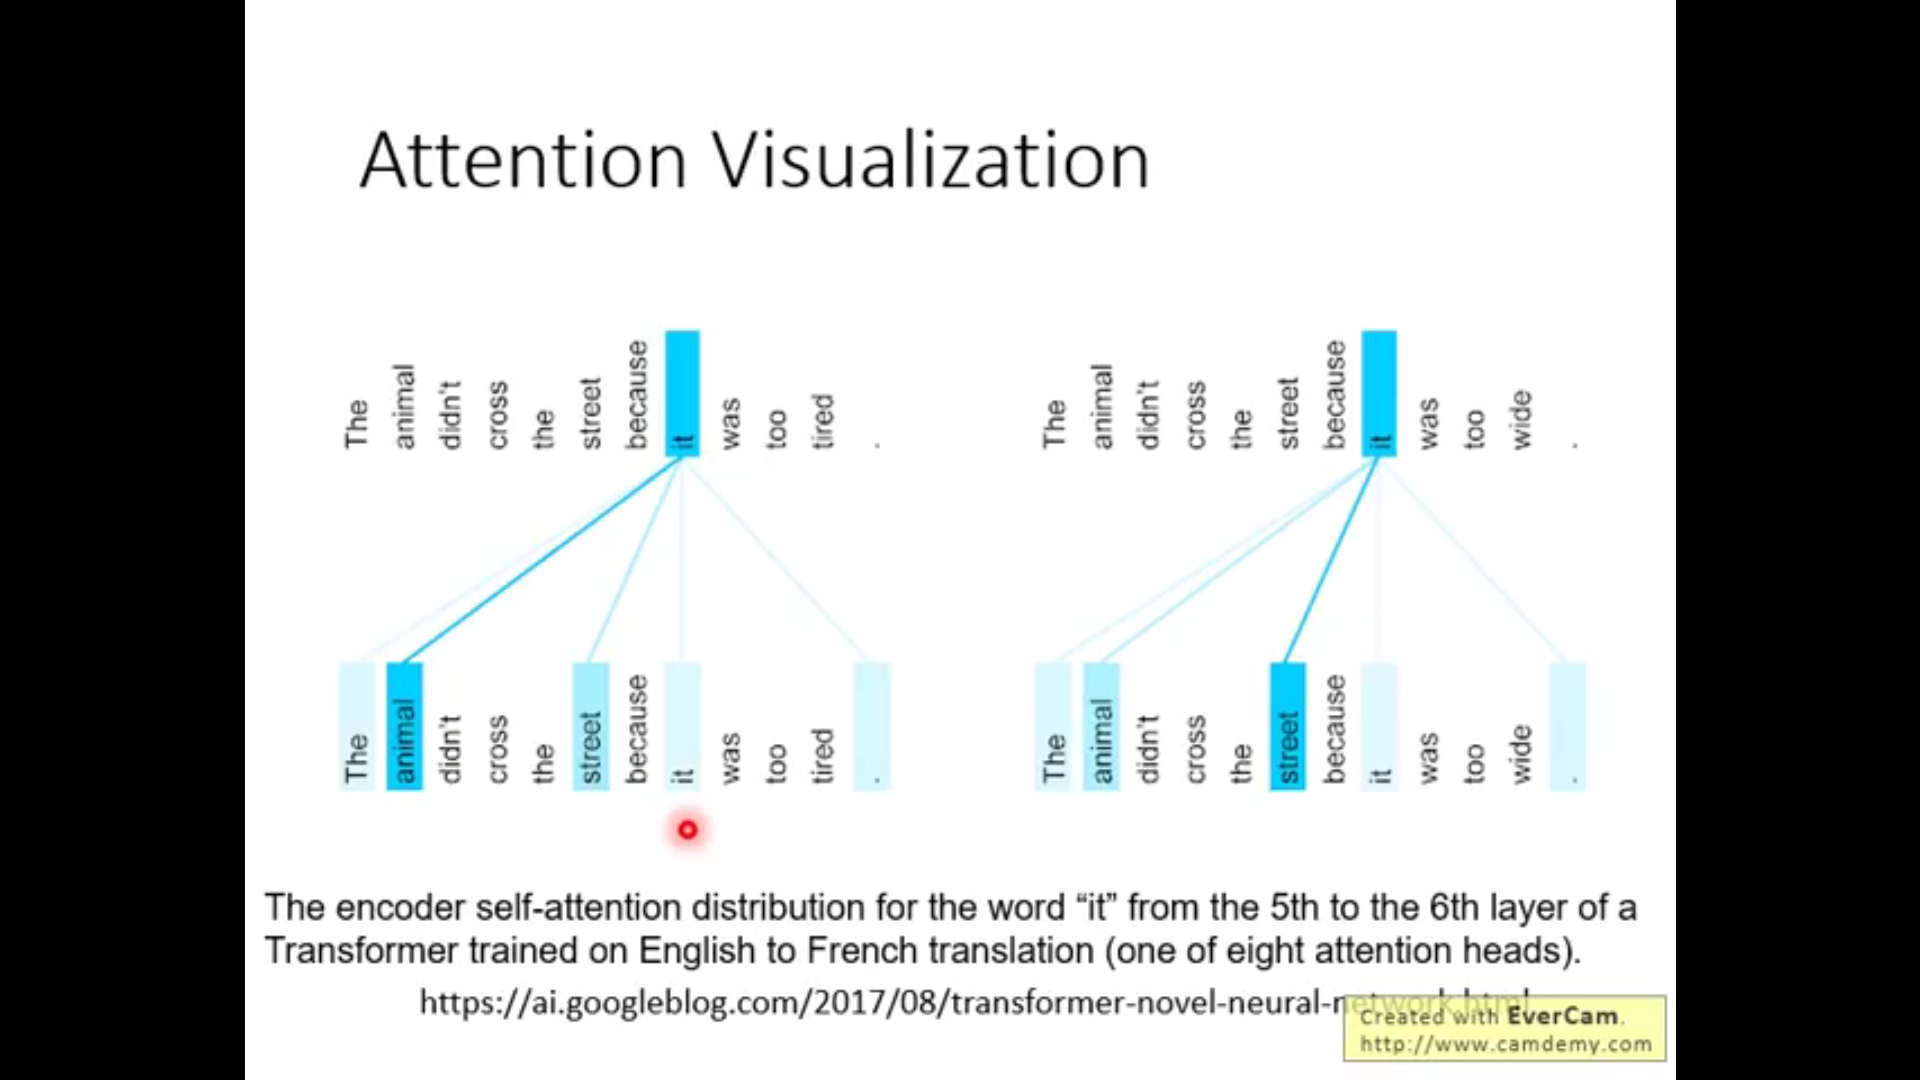 Attention Visualization
The animal didn't cross the street because it was too tired .
The animal didn't cross the street because it was too wide .
The animal didn't cross the street because it was too tired .
The animal didn't cross the street because it was too wide .
The encoder self-attention distribution for the word “it” from the 5th to the 6th layer of a
Transformer trained on English to French translation (one of eight attention heads).
https://ai.googleblog.com/2017/08/transformer-novel-neural-network.html
Created with EverCam.
http://www.camdemy.com